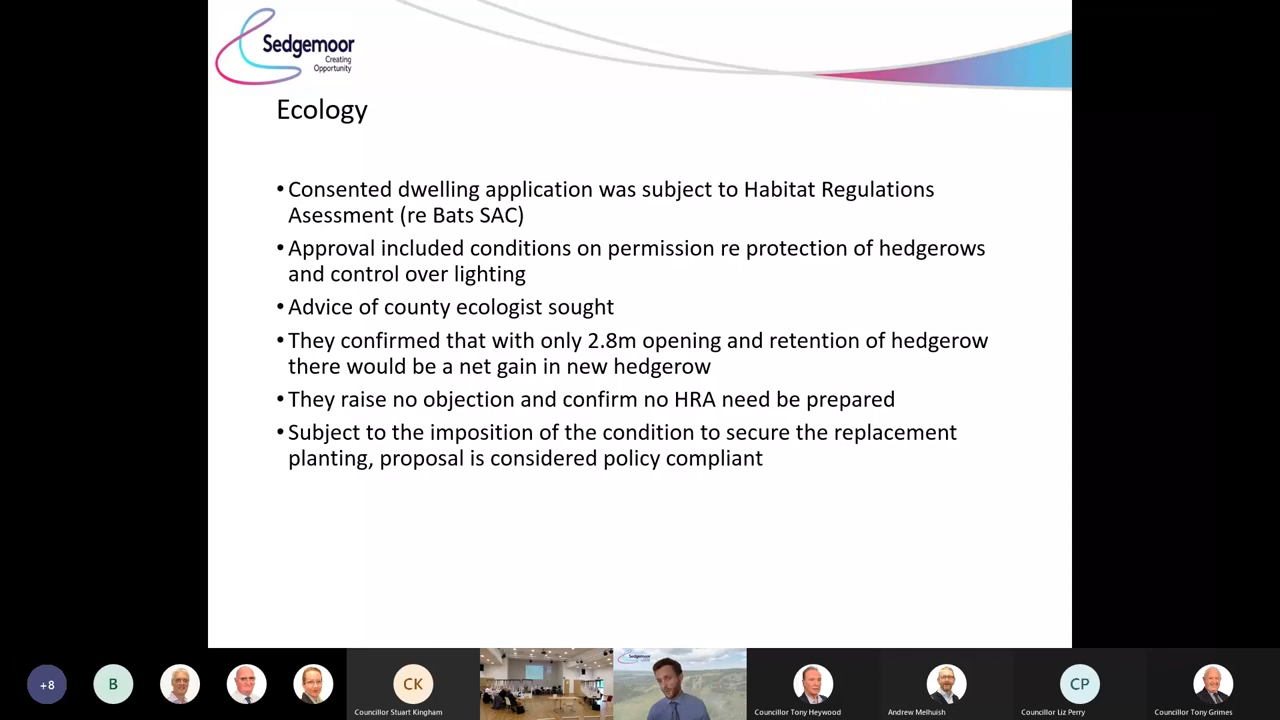 Sedgemoor
Creating
Opportunity
Ecology
•Consented dwelling application was subject to Habitat Regulations
Asessment (re Bats SAC)
•Approval included conditions on permission re protection of hedgerows
and control over lighting
•Advice of county ecologist sought
•They confirmed that with only 2.8m opening and retention of hedgerow
there would be a net gain in new hedgerow
•They raise no objection and confirm no HRA need be prepared
•Subject to the imposition of the condition to secure the replacement
planting, proposal is considered policy compliant
+8
B
CK
Councillor Stuart Kingham
Sedgemoor
Councillor Tony Heywood
Andrew Melhuish
CP
Councillor Liz Perry
Councillor Tony Grimes